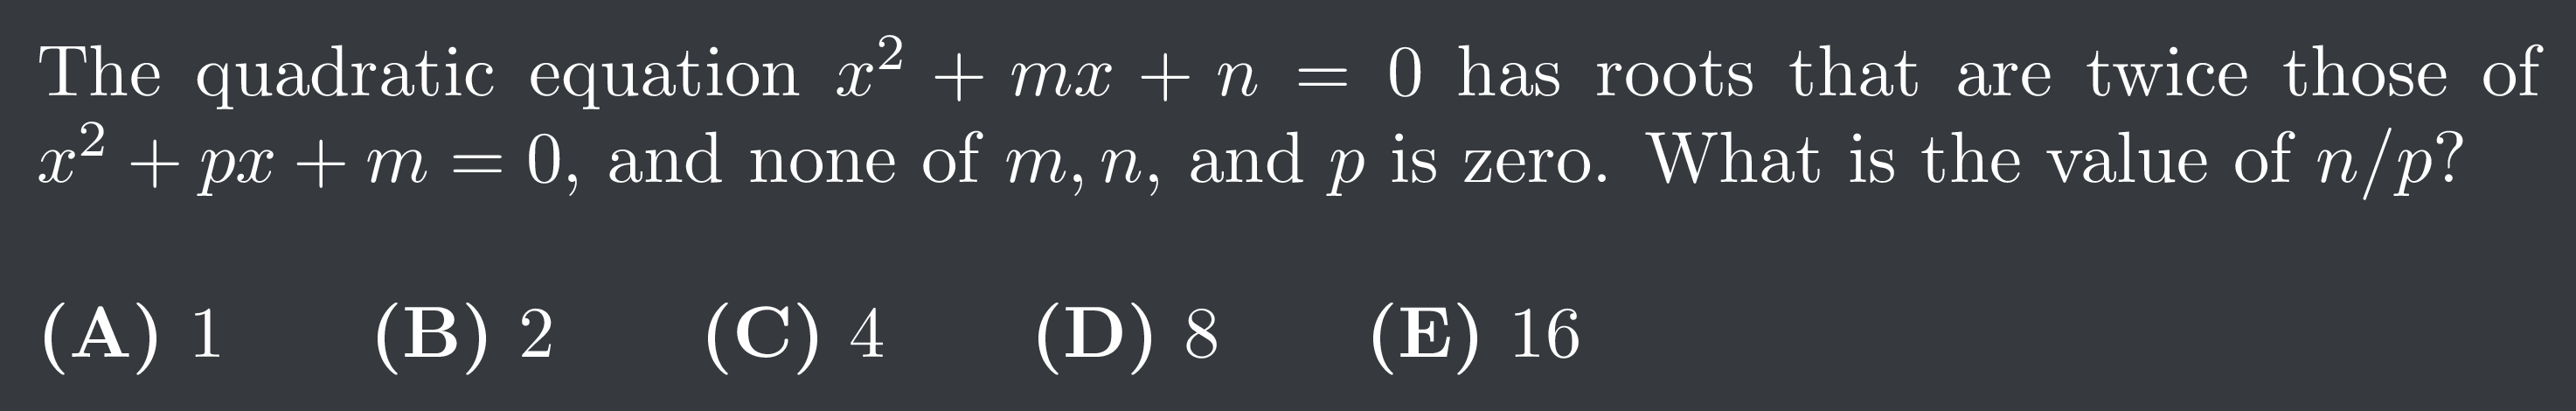 The quadratic equation $x^2 + mx + n = 0$ has roots that are twice those of
$x^2 + px + m = 0$, and none of $m, n,$ and $p$ is zero. What is the value of $n/p$?
(A) 1 (B) 2 (C) 4 (D) 8 (E) 16